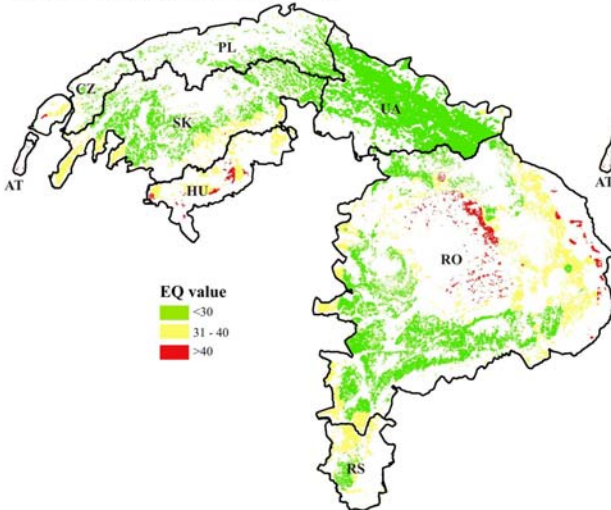 PL
CZ
SK
UA
AT
HU
AT
RO
EQ value
<30
31 - 40
>40
RS